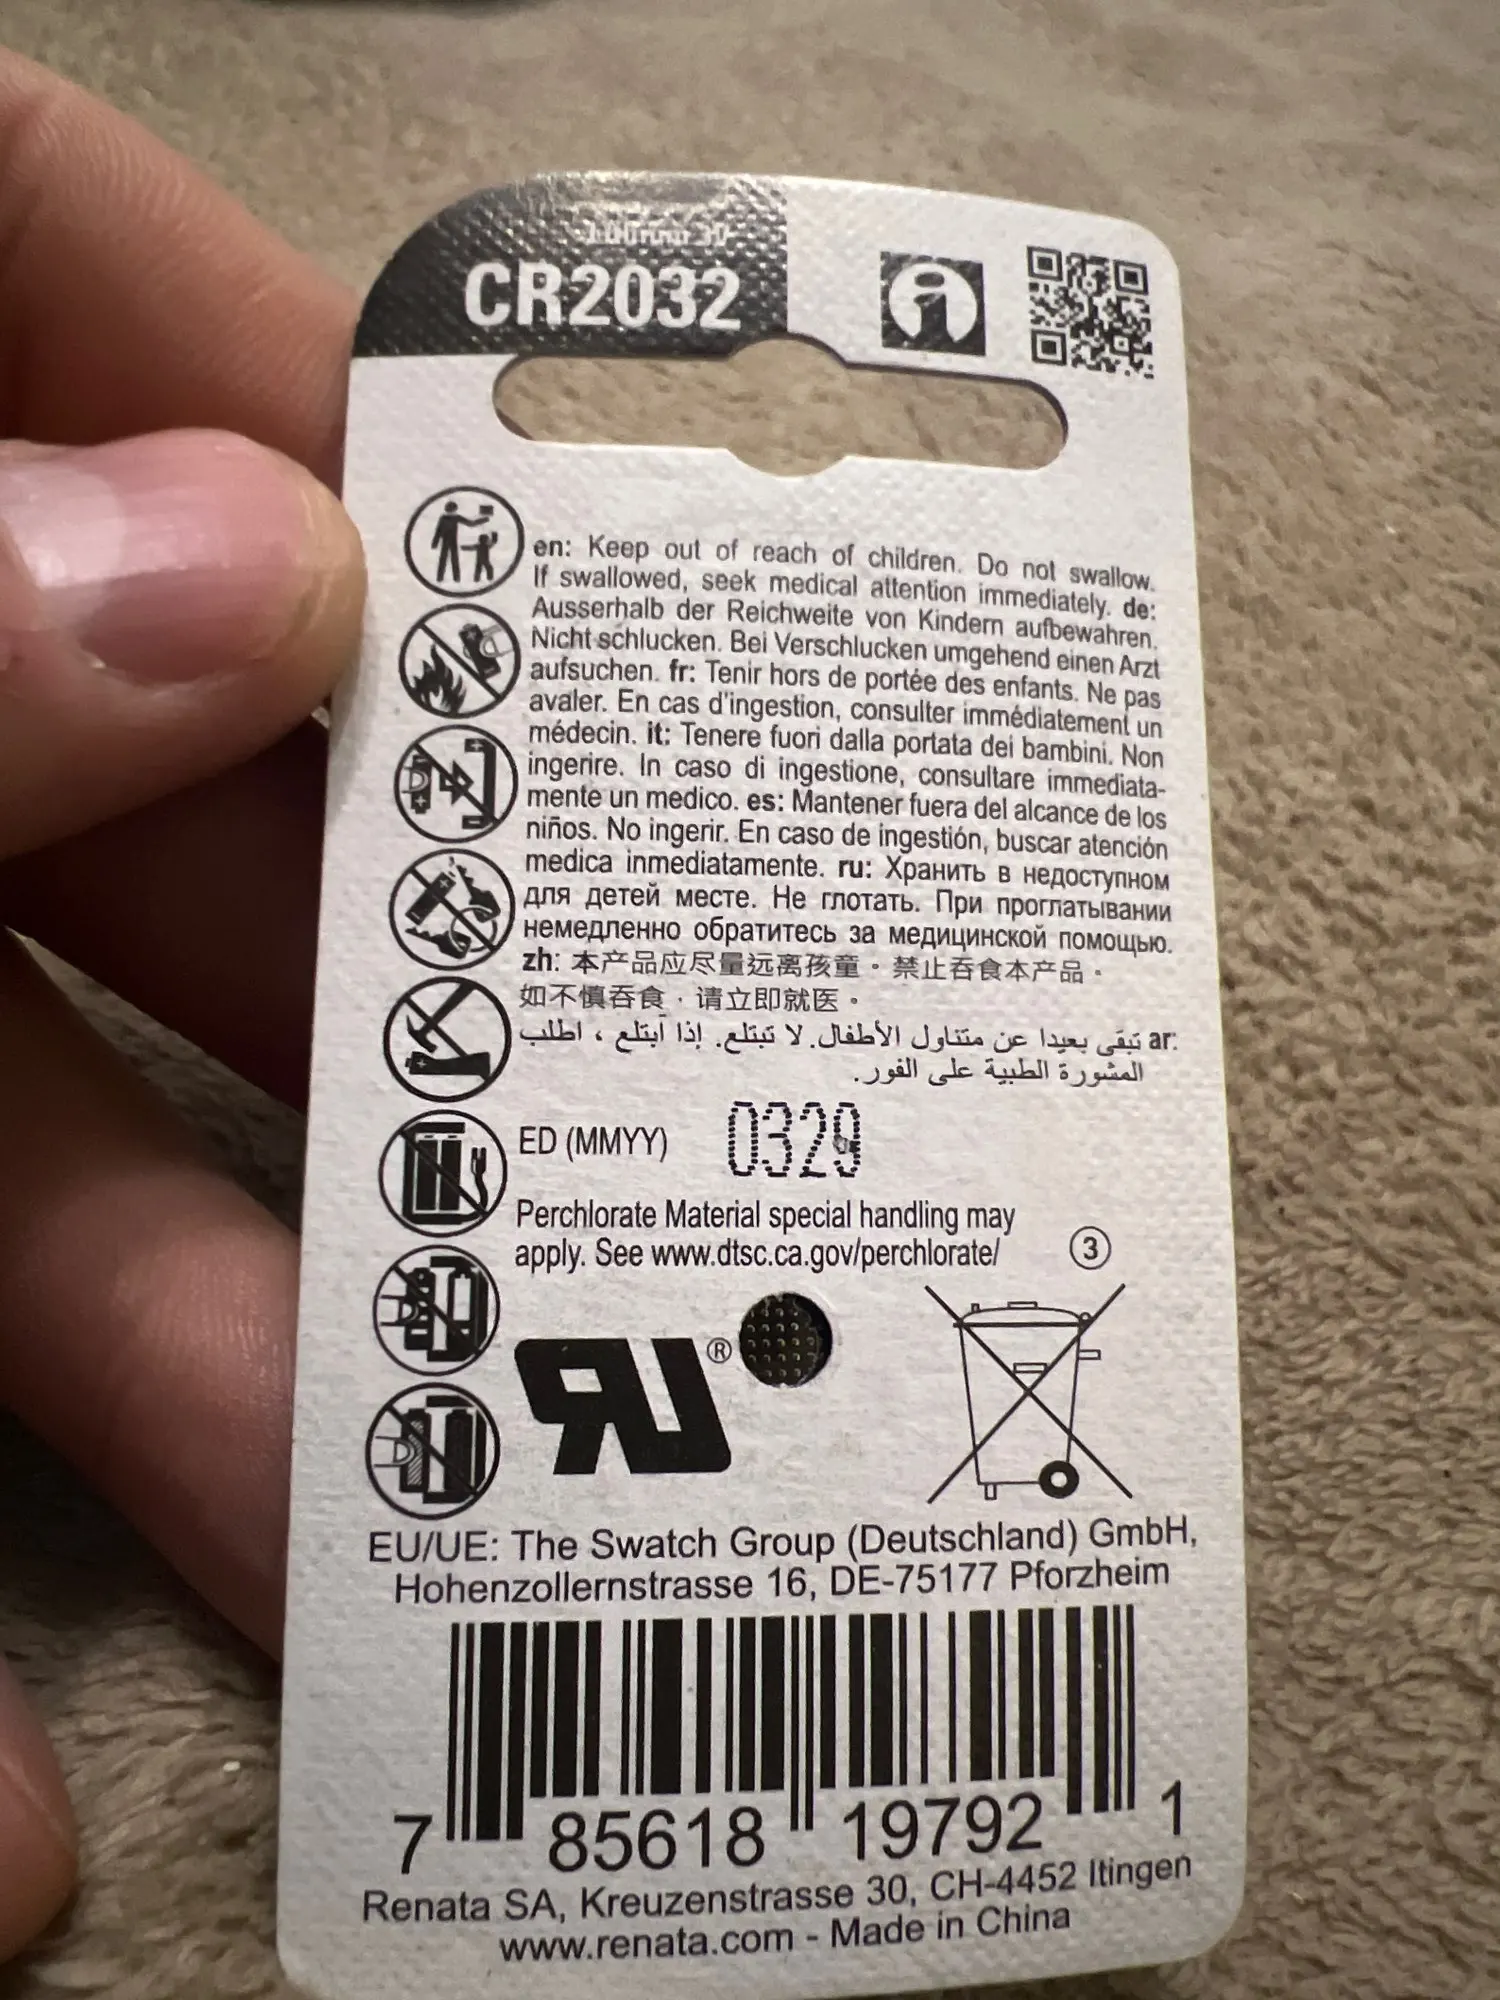 Lithium 3V
CR2032
en: Keep out of reach of children. Do not swallow.
If swallowed, seek medical attention immediately. de:
Ausserhalb der Reichweite von Kindern aufbewahren.
Nicht schlucken. Bei Verschlucken umgehend einen Arzt
aufsuchen. fr: Tenir hors de portée des enfants. Ne pas
avaler. En cas d'ingestion, consulter immédiatement un
médecin. it: Tenere fuori dalla portata dei bambini. Non
ingerire. In caso di ingestione, consultare immediata-
mente un medico. es: Mantener fuera del alcance de los
niños. No ingerir. En caso de ingestión, buscar atención
medica inmediatamente. ru: Хранить в недоступном
для детей месте. Не глотать. При проглатывании
немедленно обратитесь за медицинской помощью.
zh: 本产品应尽量远离孩童。禁止吞食本产品。
如不慎吞食，请立即就医。
ar: تبقى بعيدا عن متناول الأطفال. لا تبتلع. إذا أبتلع ، اطلب
المشورة الطبية على الفور.
ED (MMYY) 0329
Perchlorate Material special handling may
apply. See www.dtsc.ca.gov/perchlorate/
3
UR®
EU/UE: The Swatch Group (Deutschland) GmbH,
Hohenzollernstrasse 16, DE-75177 Pforzheim
7 85618 19792 1
Renata SA, Kreuzenstrasse 30, CH-4452 Itingen
www.renata.com - Made in China